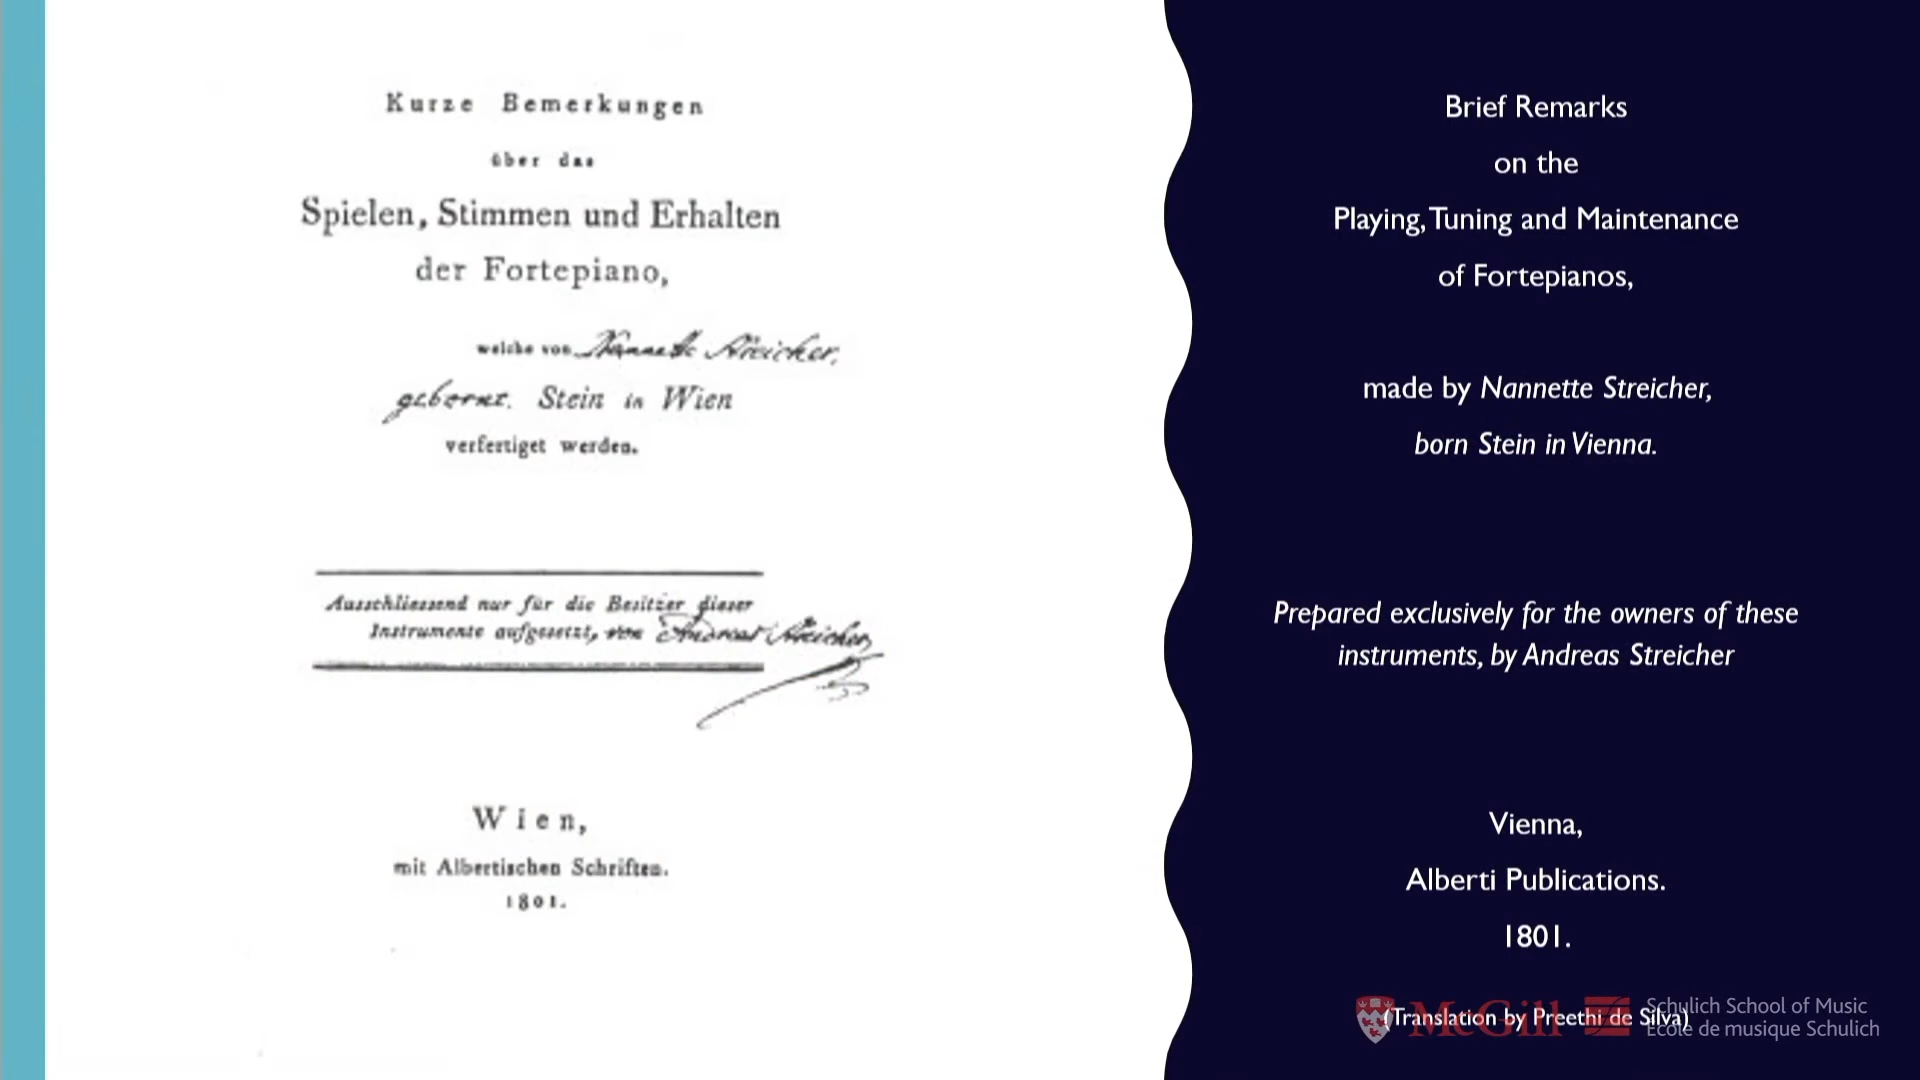 Kurze Bemerkungen
über das
Spielen, Stimmen und Erhalten
der Fortepiano,
welche von Nannette Streicher,
geborne. Stein in Wien
verfertiget werden.
Ausschliessend nur für die Besitzer dieser
Instrumente aufgesetzt, von Andreas Streicher
Wien,
mit Albertischen Schriften.
1801.
Brief Remarks
on the
Playing, Tuning and Maintenance
of Fortepianos,
made by Nannette Streicher,
born Stein in Vienna.
Prepared exclusively for the owners of these
instruments, by Andreas Streicher
Vienna,
Alberti Publications.
1801.
(Translation by Preethi de Silva)
McGill
Schulich School of Music
École de musique Schulich